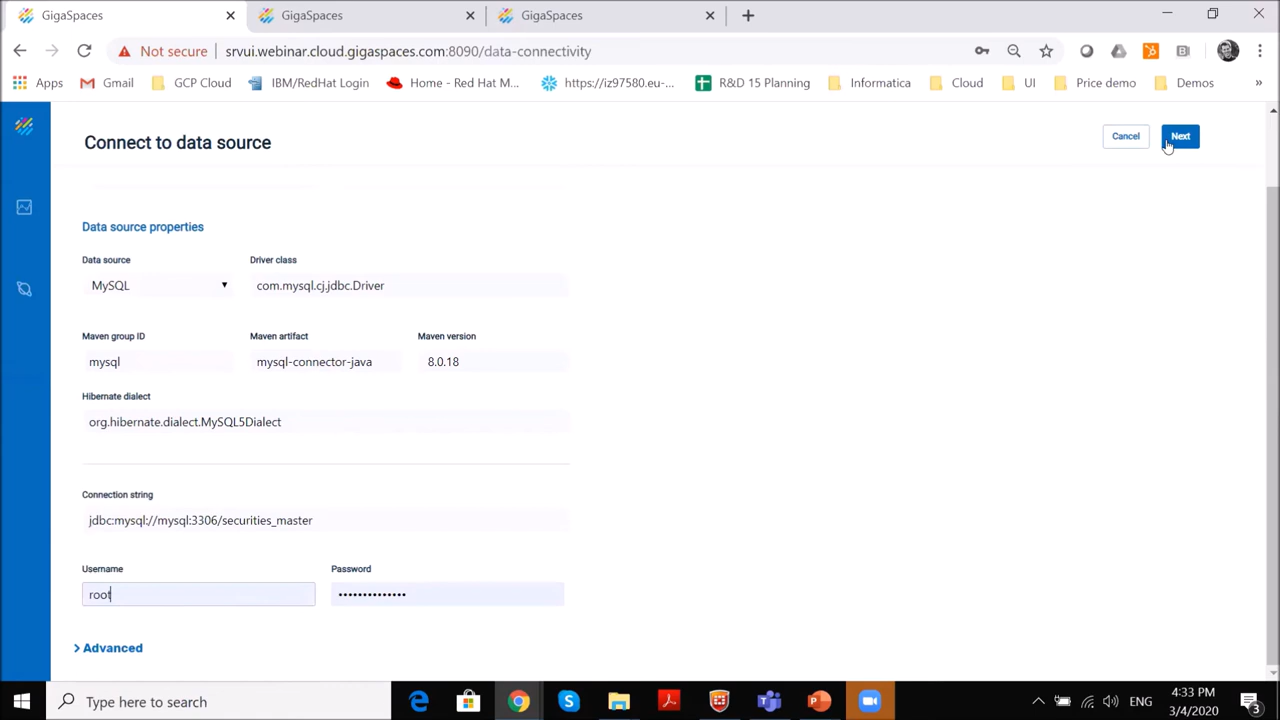 GigaSpaces
GigaSpaces
GigaSpaces
Not secure
srvui.webinar.cloud.gigaspaces.com:8090/data-connectivity
Apps
Gmail
GCP Cloud
IBM/RedHat Login
Home - Red Hat M...
https://iz97580.eu-...
R&D 15 Planning
Informatica
Cloud
UI
Price demo
Demos
»
Connect to data source
Cancel
Next
Data source properties
Data source
Driver class
MySQL
com.mysql.cj.jdbc.Driver
Maven group ID
Maven artifact
Maven version
mysql
mysql-connector-java
8.0.18
Hibernate dialect
org.hibernate.dialect.MySQL5Dialect
Connection string
jdbc:mysql://mysql:3306/securities_master
Username
Password
root
••••••••••••••
Advanced
Type here to search
ENG
4:33 PM
3/4/2020
3